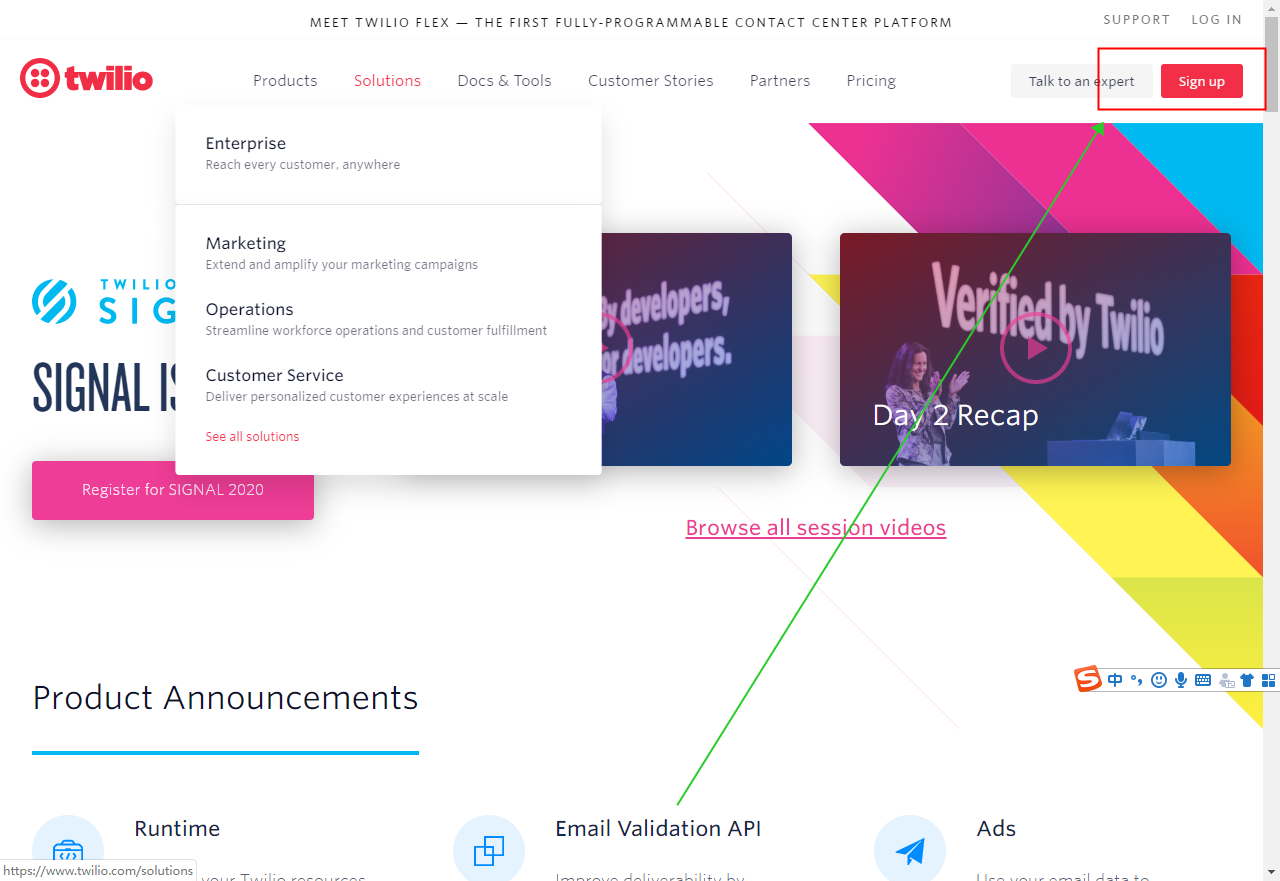 MEET TWILIO FLEX — THE FIRST FULLY-PROGRAMMABLE CONTACT CENTER PLATFORM
SUPPORT LOG IN
twilio
Products Solutions Docs & Tools Customer Stories Partners Pricing
Talk to an expert Sign up
Enterprise
Reach every customer, anywhere
Marketing
Extend and amplify your marketing campaigns
Operations
Streamline workforce operations and customer fulfillment
Customer Service
Deliver personalized customer experiences at scale
See all solutions
TWILIO
SIG
SIGNAL IS
Register for SIGNAL 2020
By developers,
for developers.
Verified by Twilio
Day 2 Recap
Browse all session videos
中
Product Announcements
Runtime
your Twilio resources
Email Validation API
Improve deliverability by
Ads
Use your email data to
https://www.twilio.com/solutions